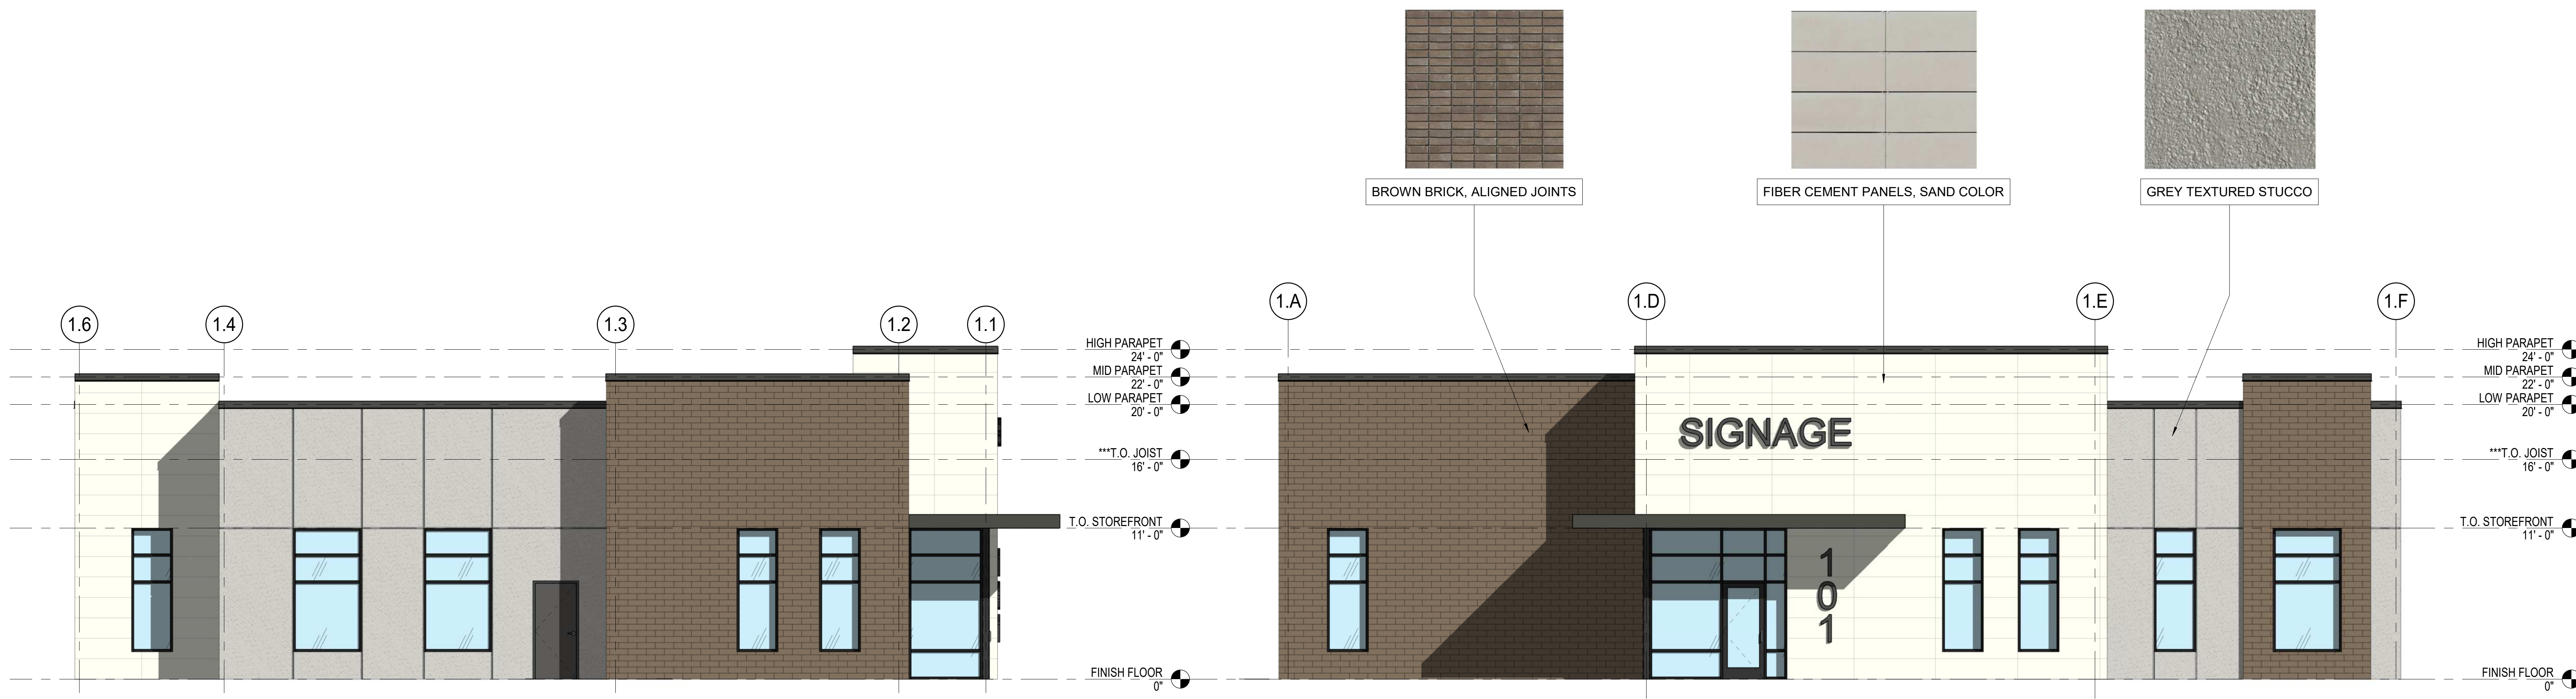 BROWN BRICK, ALIGNED JOINTS
FIBER CEMENT PANELS, SAND COLOR
GREY TEXTURED STUCCO
1.6
1.4
1.3
1.2
1.1
HIGH PARAPET
24' - 0"
MID PARAPET
22' - 0"
LOW PARAPET
20' - 0"
***T.O. JOIST
16' - 0"
T.O. STOREFRONT
11' - 0"
FINISH FLOOR
0"
1.A
1.D
1.E
1.F
SIGNAGE
1
0
1
HIGH PARAPET
24' - 0"
MID PARAPET
22' - 0"
LOW PARAPET
20' - 0"
***T.O. JOIST
16' - 0"
T.O. STOREFRONT
11' - 0"
FINISH FLOOR
0"